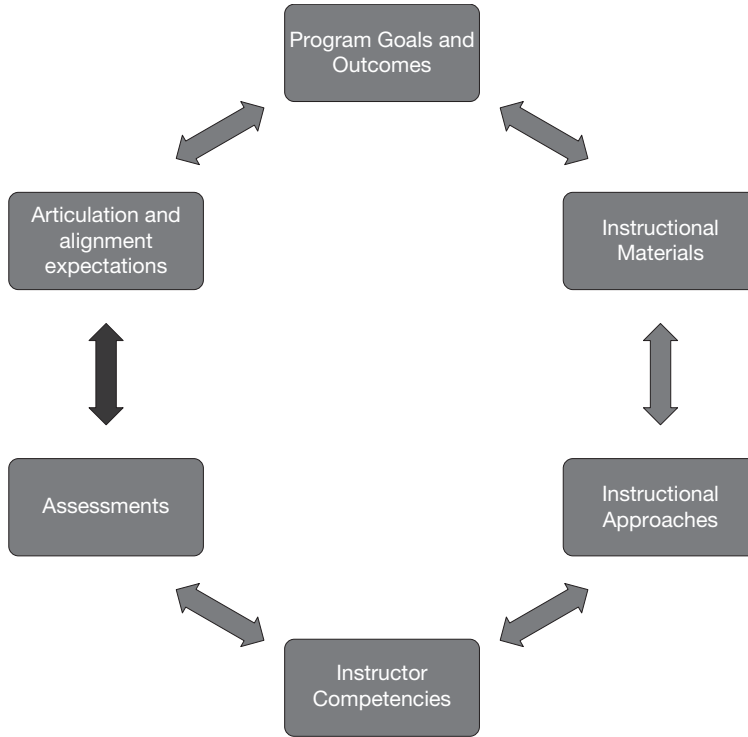 Program Goals and
Outcomes
Articulation and
alignment
expectations
Instructional
Materials
Assessments
Instructional
Approaches
Instructor
Competencies